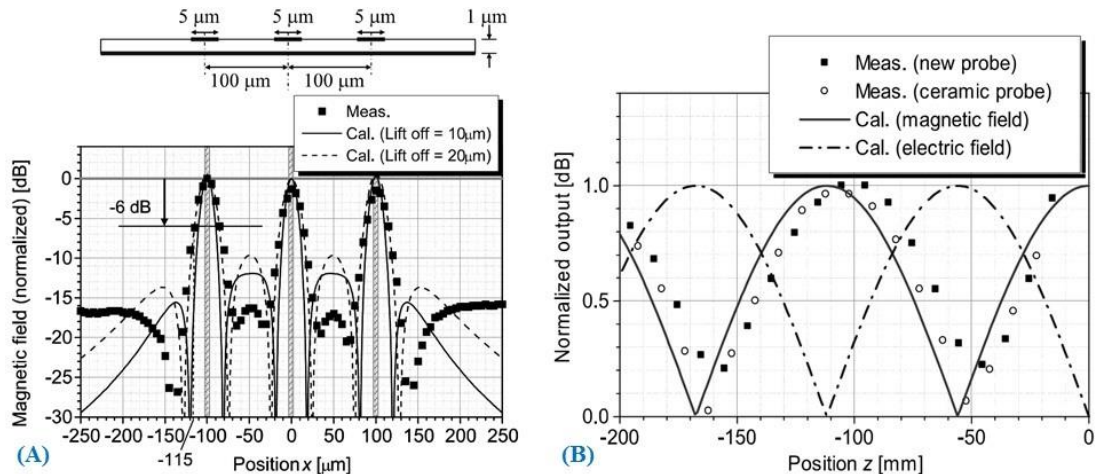 5 μm 5 μm 5 μm 1 μm
100 μm 100 μm
Meas.
Cal. (Lift off = 10μm)
Cal. (Lift off = 20μm)
Magnetic field (normalized) [dB]
0
-5
-10
-15
-20
-25
-30
-6 dB
-250 -200 -150 -100 -50 0 50 100 150 200 250
-115
Position x [μm]
(A)
Meas. (new probe)
Meas. (ceramic probe)
Cal. (magnetic field)
Cal. (electric field)
Normalized output [dB]
1.0
0.5
0.0
-200 -150 -100 -50 -0
Position z [mm]
(B)